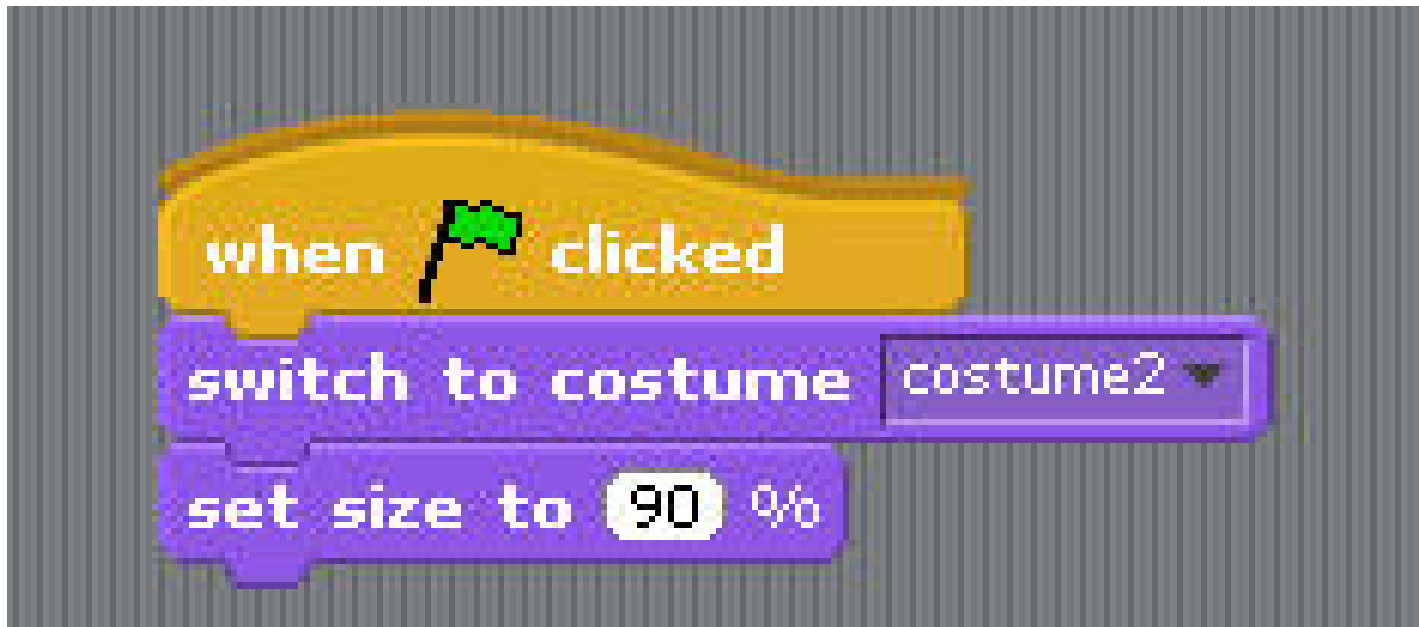 when clicked
switch to costume costume2
set size to 90 %